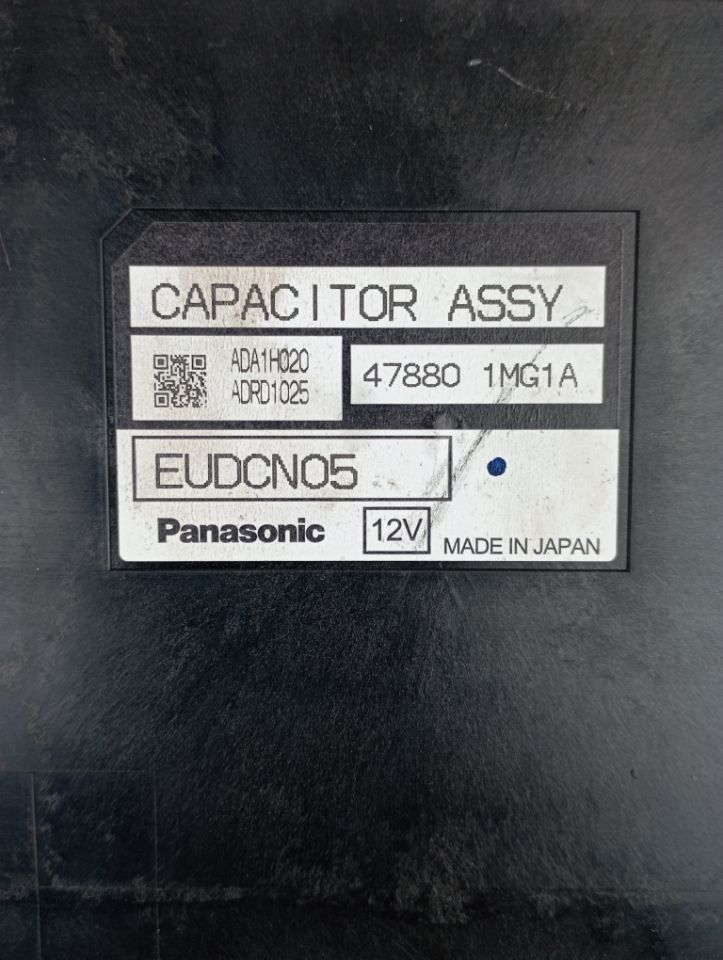 CAPACITOR ASSY
ADA1H020
ADRD1025
47880 1MG1A
EUDCN05
Panasonic
12V
MADE IN JAPAN